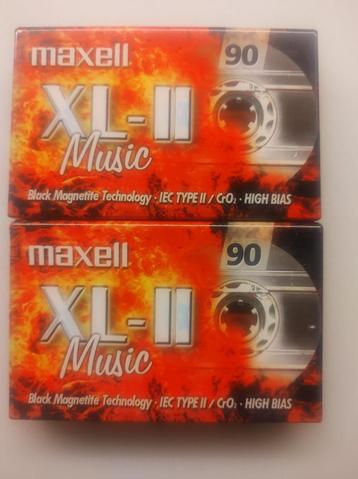 maxell 90
XL-II
Music
Black Magnetite Technology · IEC TYPE II / CrO₂ · HIGH BIAS
maxell 90
XL-II
Music
Black Magnetite Technology · IEC TYPE II / CrO₂ · HIGH BIAS